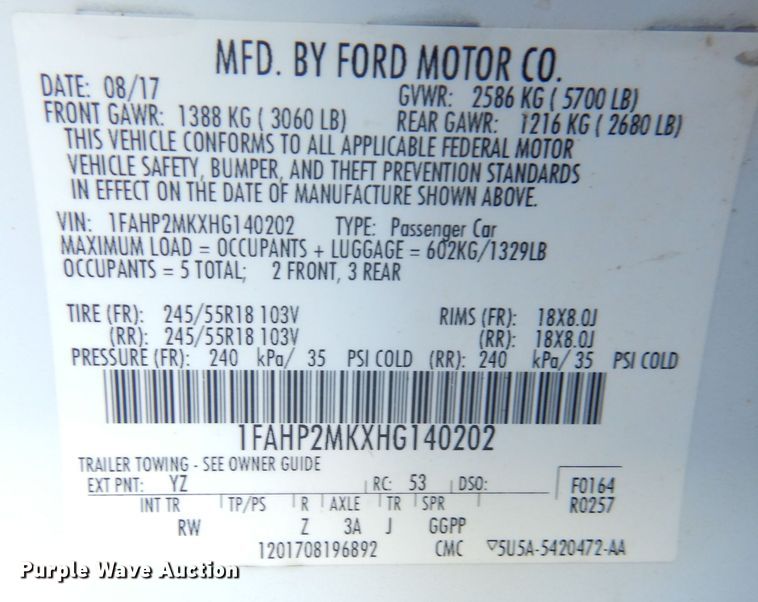 MFD. BY FORD MOTOR CO.
DATE: 08/17 GVWR: 2586 KG ( 5700 LB)
FRONT GAWR: 1388 KG ( 3060 LB) REAR GAWR: 1216 KG ( 2680 LB)
THIS VEHICLE CONFORMS TO ALL APPLICABLE FEDERAL MOTOR
VEHICLE SAFETY, BUMPER, AND THEFT PREVENTION STANDARDS
IN EFFECT ON THE DATE OF MANUFACTURE SHOWN ABOVE.
VIN: 1FAHP2MKXHG140202 TYPE: Passenger Car
MAXIMUM LOAD = OCCUPANTS + LUGGAGE = 602KG/1329LB
OCCUPANTS = 5 TOTAL; 2 FRONT, 3 REAR
TIRE (FR): 245/55R18 103V RIMS (FR): 18X8.0J
(RR): 245/55R18 103V (RR): 18X8.0J
PRESSURE (FR): 240 kPa/ 35 PSI COLD (RR): 240 kPa/ 35 PSI COLD
1FAHP2MKXHG140202
TRAILER TOWING - SEE OWNER GUIDE
EXT PNT: YZ RC: 53 DSO: F0164
INT TR TP/PS R AXLE TR SPR R0257
RW Z 3A J GGPP
1201708196892 CMC ▽5U5A-5420472-AA
Purple Wave Auction